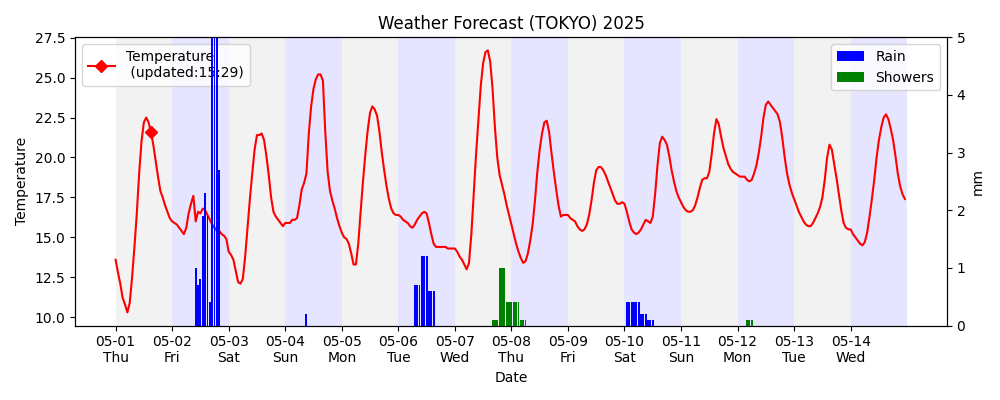 Weather Forecast (TOKYO) 2025
Temperature
(updated:15:29)
Rain
Showers
27.5
25.0
22.5
20.0
17.5
15.0
12.5
10.0
Temperature
5
4
3
2
1
0
mm
05-01 05-02 05-03 05-04 05-05 05-06 05-07 05-08 05-09 05-10 05-11 05-12 05-13 05-14
Thu Fri Sat Sun Mon Tue Wed Thu Fri Sat Sun Mon Tue Wed
Date